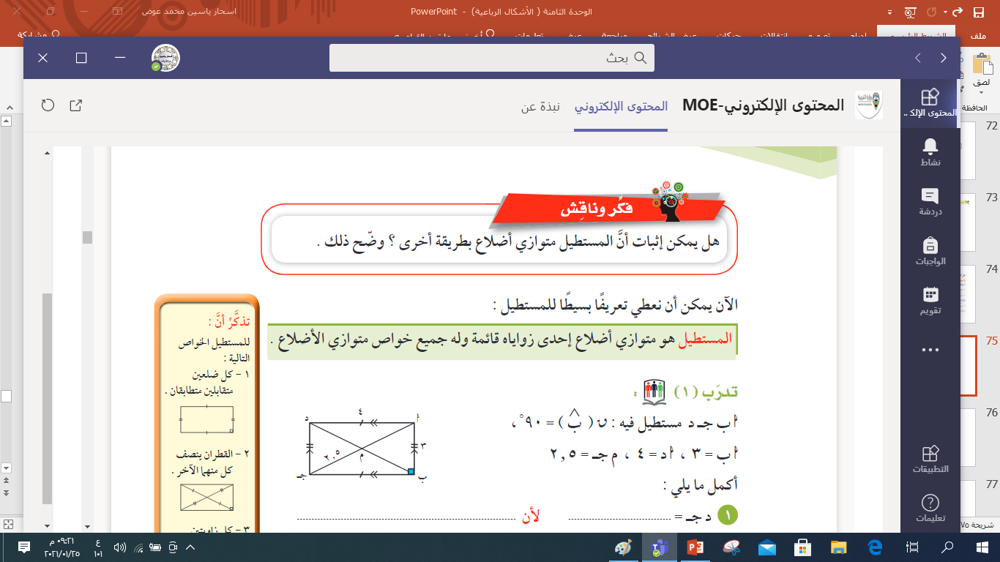 الوحدة الثامنة ( الأشكال الرباعية) - PowerPoint
اسحار ياسين محمد عوض
ملف
مشاركة
لصق
الحافظة
بحث
المحتوى الإلكتروني-MOE
المحتوى الإلكتروني
نبذة عن
المحتوى الإلكـ ..
نشاط
دردشة
الواجبات
تقويم
التطبيقات
تعليمات
72
73
74
75
76
77
فكِّر وناقِش
هل يمكن إثبات أنَّ المستطيل متوازي أضلاع بطريقة أخرى ؟ وضّح ذلك .
الآن يمكن أن نعطي تعريفًا بسيطًا للمستطيل :
المستطيل هو متوازي أضلاع إحدى زواياه قائمة وله جميع خواص متوازي الأضلاع .
تدرّب (١) :
ا ب جـ د مستطيل فيه : ن (ب̂) = ٩٠° ،
ا ب = ٣ ، ا د = ٤ ، م جـ = ٢,٥
أكمل ما يلي :
١ د جـ = لأن
د ٤ ا
٣
٢,٥ م
جـ ب
تذكَّرْ أنَّ :
للمستطيل الخواص
التالية :
١ - كل ضلعين
متقابلين متطابقان .
٢ - القطران ينصف
كل منهما الآخر .
٣ - كل زاويتين
شريحة ٧٥
٠٩:٢١ م
٢٠٢١/٠١/٢٥
ع
١٠١